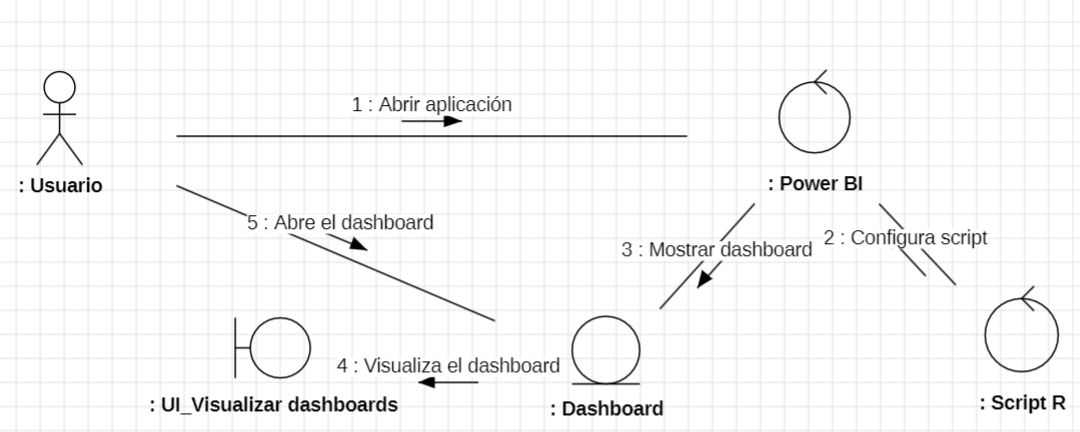 1 : Abrir aplicación
: Usuario
: Power BI
5 : Abre el dashboard
3 : Mostrar dashboard
2 : Configura script
4 : Visualiza el dashboard
: UI_Visualizar dashboards
: Dashboard
: Script R